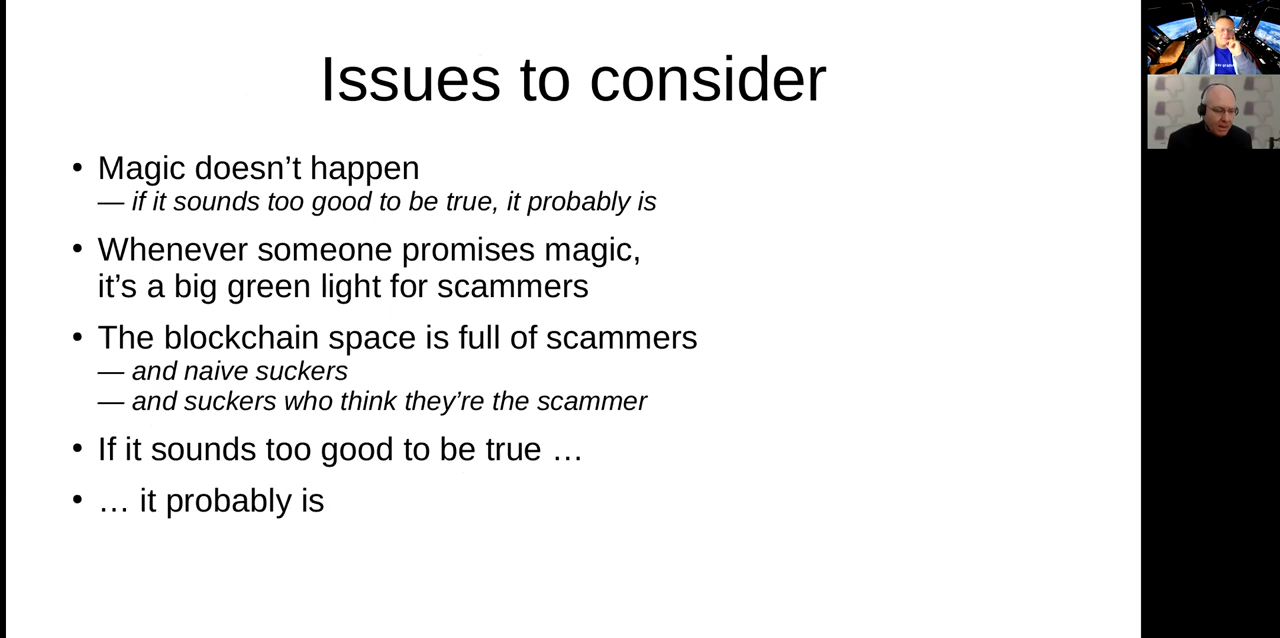 Issues to consider
• Magic doesn’t happen
— if it sounds too good to be true, it probably is
• Whenever someone promises magic,
it’s a big green light for scammers
• The blockchain space is full of scammers
— and naive suckers
— and suckers who think they’re the scammer
• If it sounds too good to be true …
• … it probably is